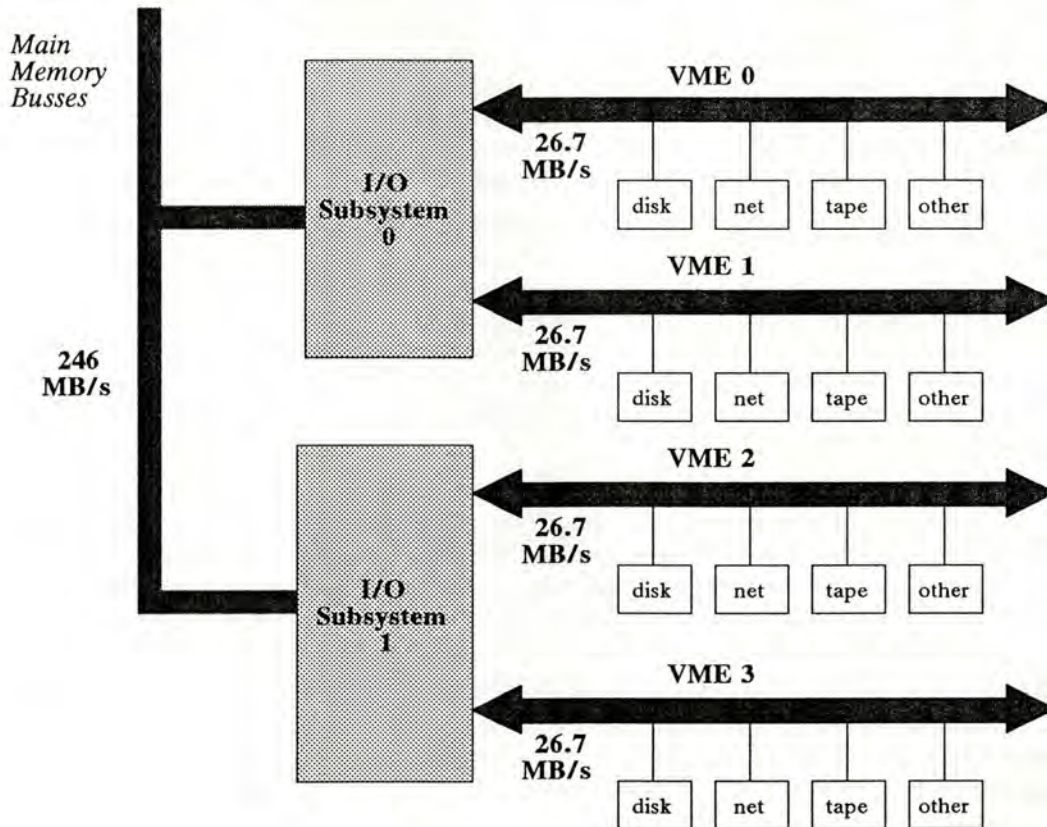 Main
Memory
Busses
246
MB/s
I/O
Subsystem
0
VME 0
26.7
MB/s
disk net tape other
VME 1
26.7
MB/s
disk net tape other
I/O
Subsystem
1
VME 2
26.7
MB/s
disk net tape other
VME 3
26.7
MB/s
disk net tape other